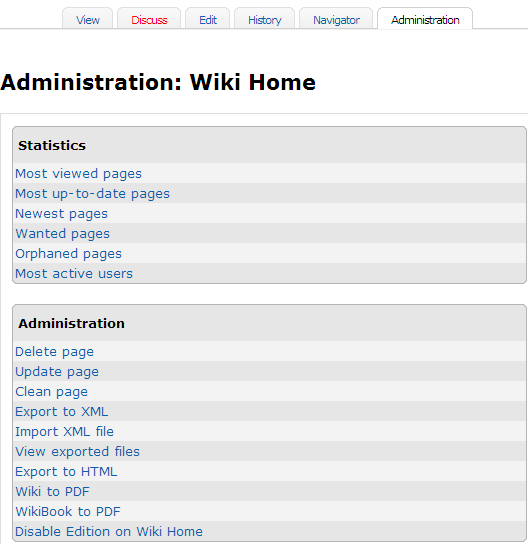 View Discuss Edit History Navigator Administration
Administration: Wiki Home
Statistics
Most viewed pages
Most up-to-date pages
Newest pages
Wanted pages
Orphaned pages
Most active users
Administration
Delete page
Update page
Clean page
Export to XML
Import XML file
View exported files
Export to HTML
Wiki to PDF
WikiBook to PDF
Disable Edition on Wiki Home